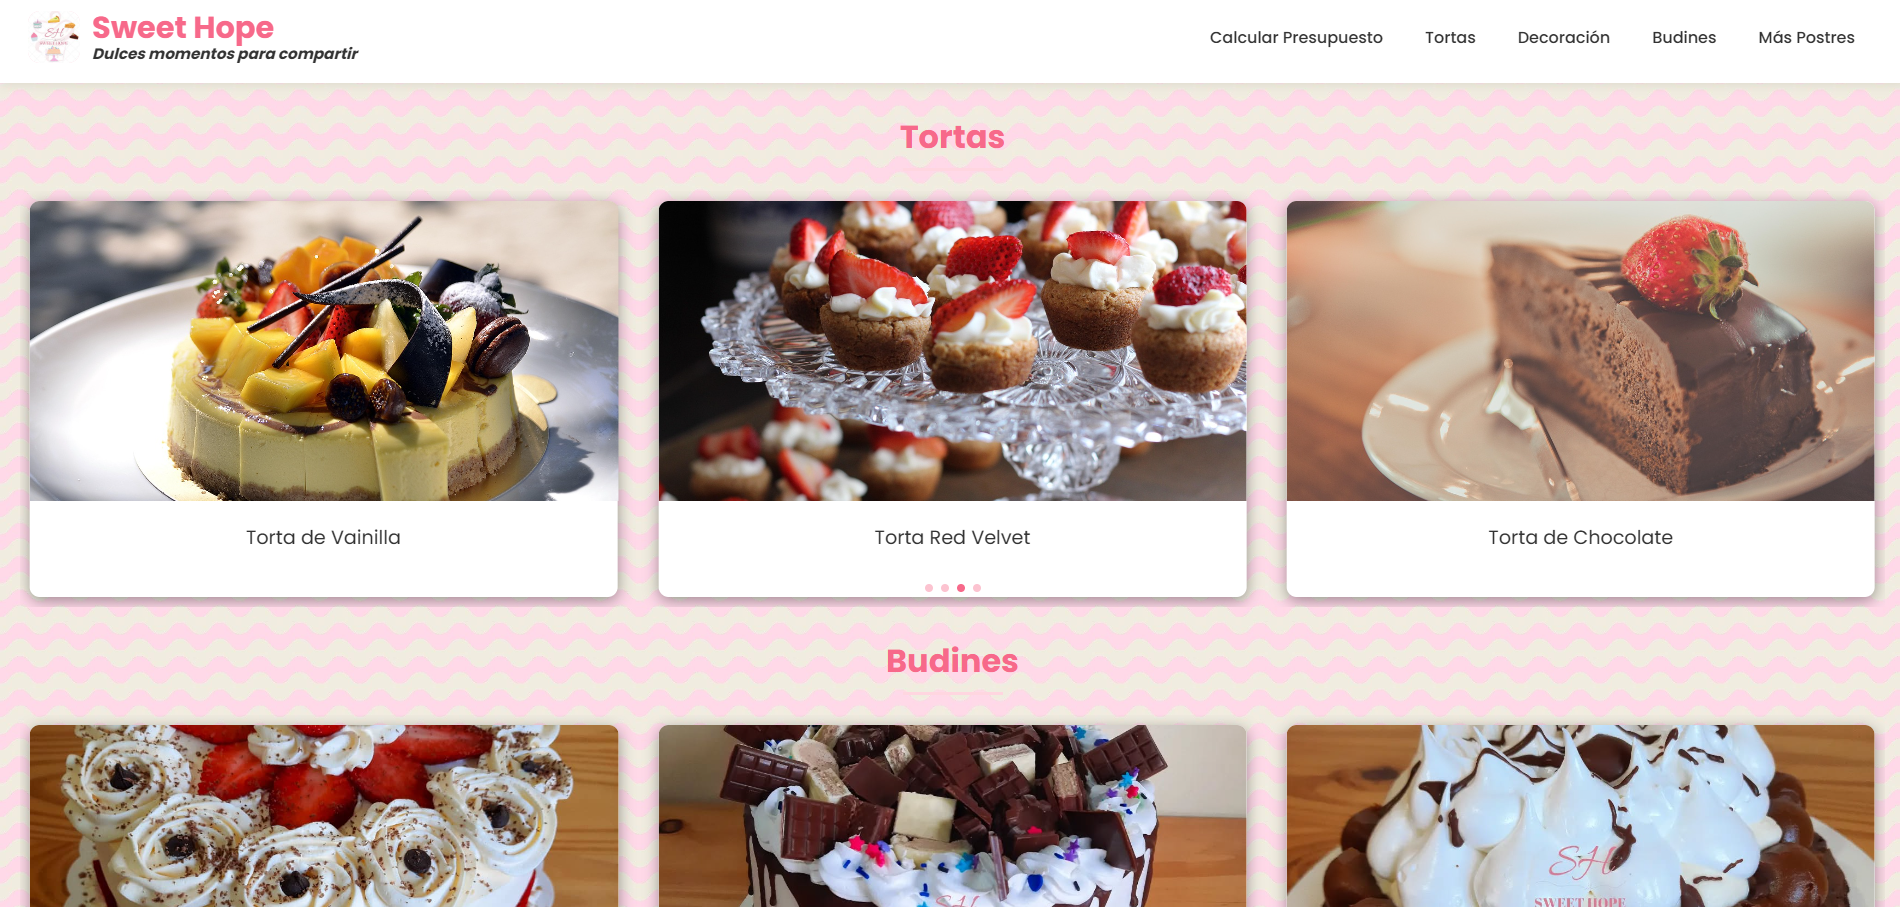 Sweet Hope
Dulces momentos para compartir
Calcular Presupuesto
Tortas
Decoración
Budines
Más Postres
Tortas
Torta de Vainilla
Torta Red Velvet
Torta de Chocolate
Budines
SH
SH
SWEET HOPE